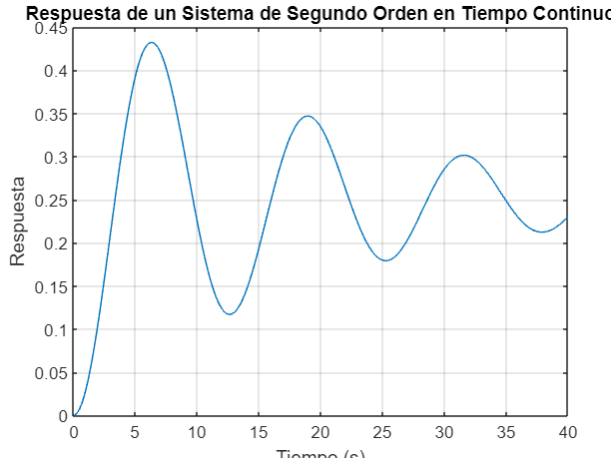 Respuesta de un Sistema de Segundo Orden en Tiempo Continuo
0.45
0.4
0.35
0.3
0.25
0.2
0.15
0.1
0.05
0
Respuesta
0 5 10 15 20 25 30 35 40
Tiempo (s)